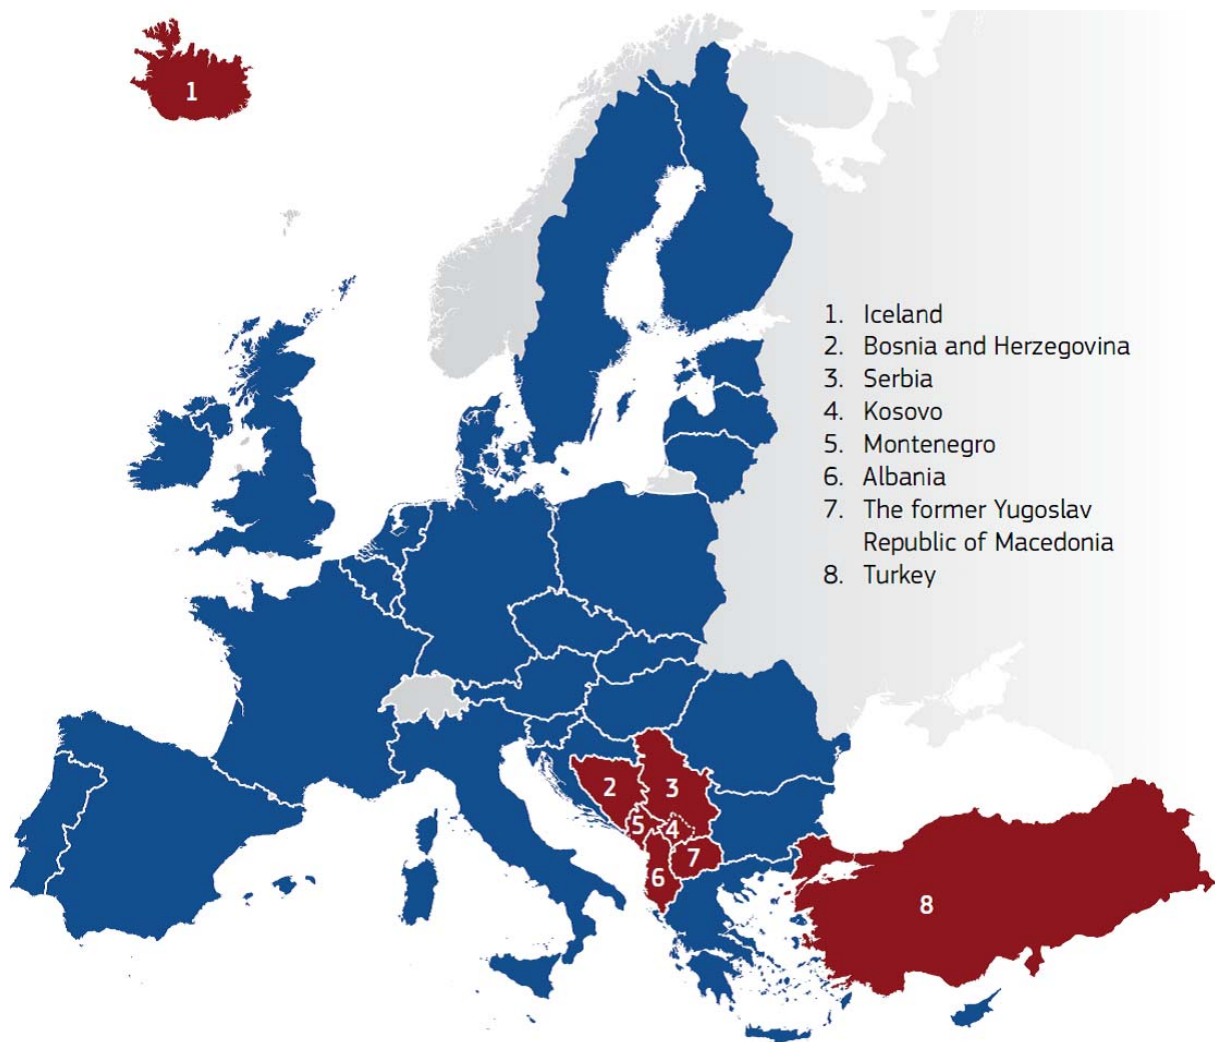 1
1. Iceland
2. Bosnia and Herzegovina
3. Serbia
4. Kosovo
5. Montenegro
6. Albania
7. The former Yugoslav
Republic of Macedonia
8. Turkey
2
3
5
4
7
6
8